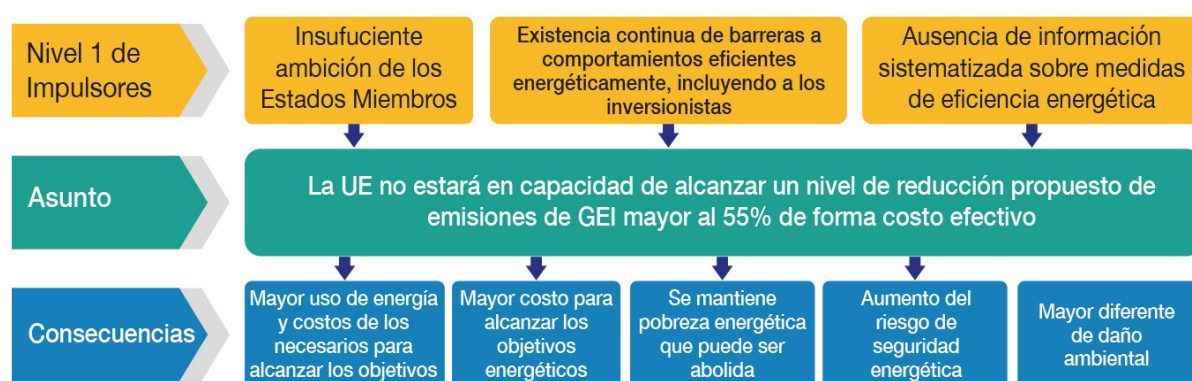 Nivel 1 de
Impulsores
Insufuciente
ambición de los
Estados Miembros
Existencia continua de barreras a
comportamientos eficientes
energéticamente, incluyendo a los
inversionistas
Ausencia de información
sistematizada sobre medidas
de eficiencia energética
Asunto
La UE no estará en capacidad de alcanzar un nivel de reducción propuesto de
emisiones de GEI mayor al 55% de forma costo efectivo
Consecuencias
Mayor uso de energía
y costos de los
necesarios para
alcanzar los objetivos
Mayor costo para
alcanzar los
objetivos
energéticos
Se mantiene
pobreza energética
que puede ser
abolida
Aumento del
riesgo de
seguridad
energética
Mayor diferente
de daño
ambiental